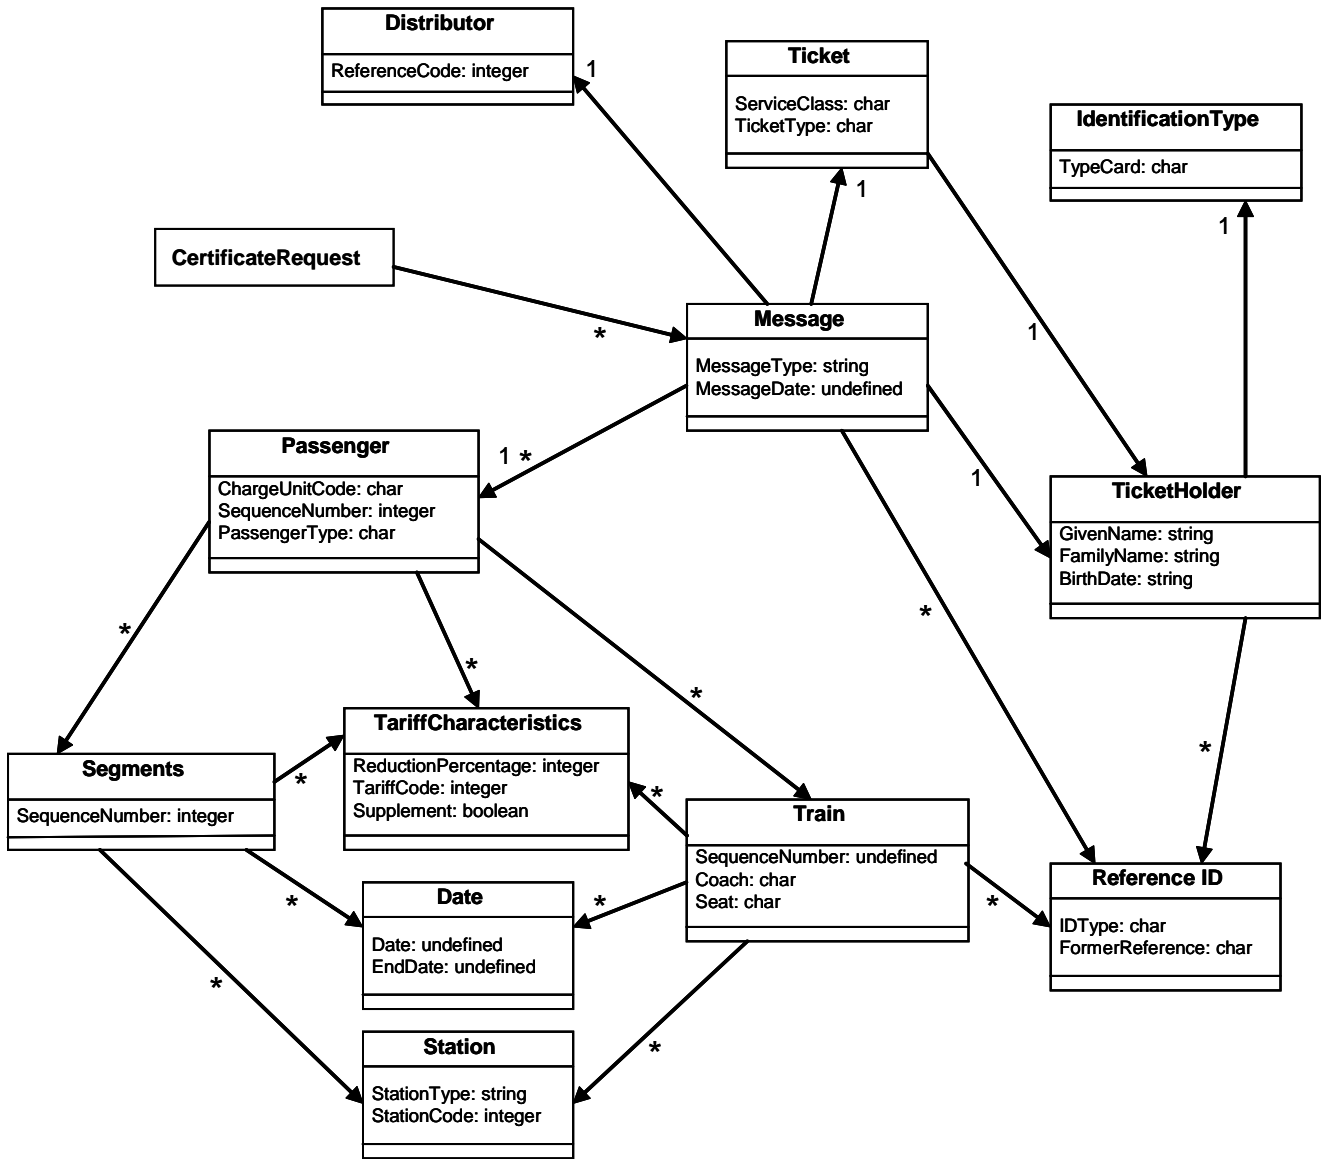 Distributor
ReferenceCode: integer
1
Ticket
ServiceClass: char
TicketType: char
1
IdentificationType
TypeCard: char
1
CertificateRequest
*
Message
MessageType: string
MessageDate: undefined
1
1
Passenger
ChargeUnitCode: char
SequenceNumber: integer
PassengerType: char
1 *
TicketHolder
GivenName: string
FamilyName: string
BirthDate: string
*
*
*
*
*
TariffCharacteristics
ReductionPercentage: integer
TariffCode: integer
Supplement: boolean
Segments
SequenceNumber: integer
*
*
Train
SequenceNumber: undefined
Coach: char
Seat: char
Reference ID
IDType: char
FormerReference: char
*
*
*
Date
Date: undefined
EndDate: undefined
*
*
Station
StationType: string
StationCode: integer